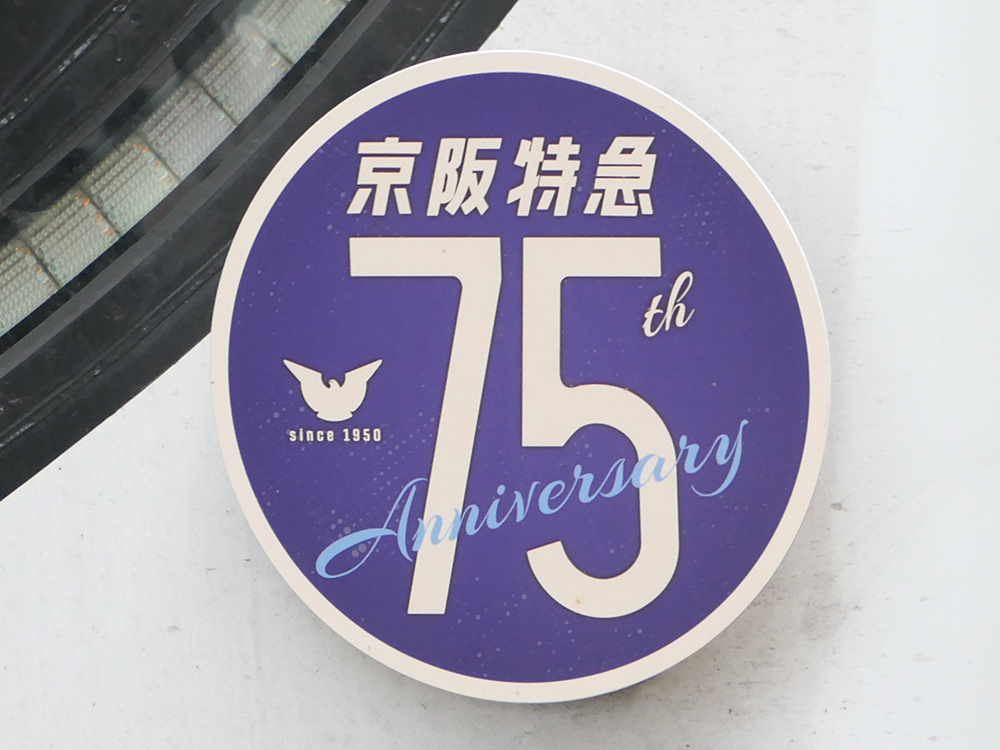 京阪特急
75th
since 1950
Anniversary